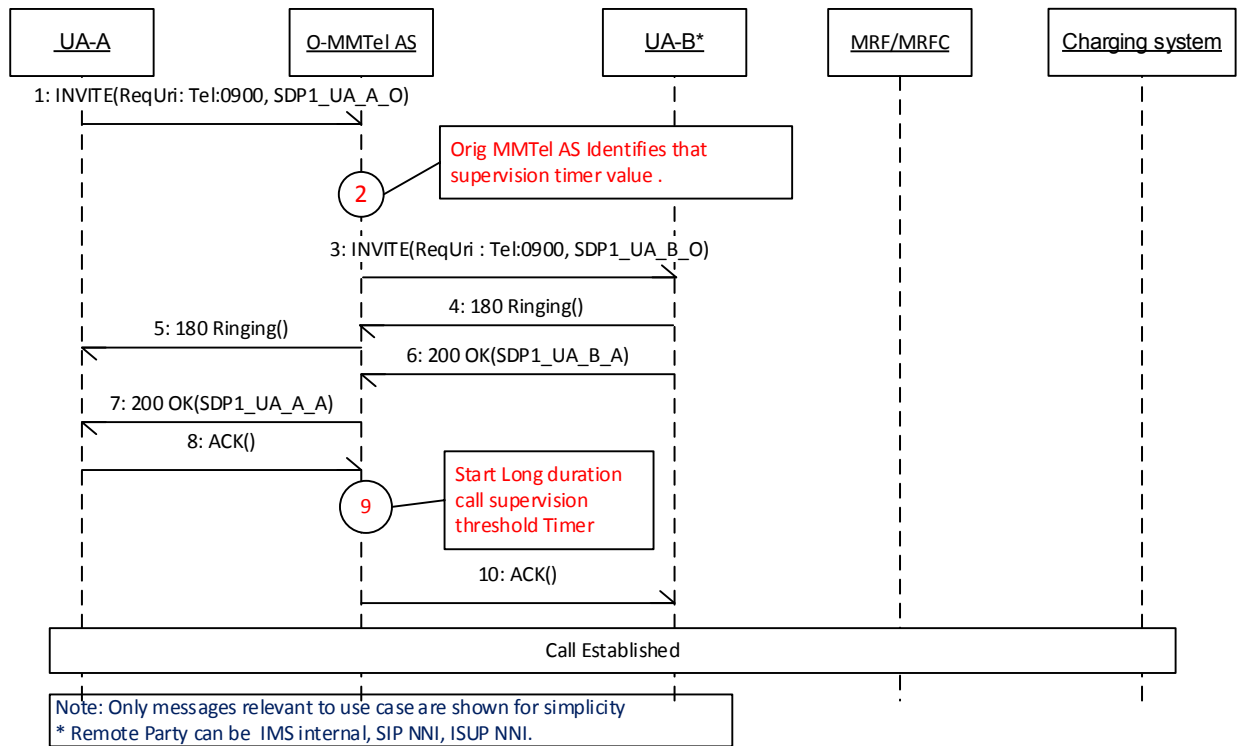 UA-A
O-MMTel AS
UA-B*
MRF/MRFC
Charging system
1: INVITE(ReqUri: Tel:0900, SDP1_UA_A_O)
Orig MMTel AS Identifies that
supervision timer value .
2
3: INVITE(ReqUri : Tel:0900, SDP1_UA_B_O)
4: 180 Ringing()
5: 180 Ringing()
6: 200 OK(SDP1_UA_B_A)
7: 200 OK(SDP1_UA_A_A)
8: ACK()
Start Long duration
call supervision
threshold Timer
9
10: ACK()
Call Established
Note: Only messages relevant to use case are shown for simplicity
* Remote Party can be IMS internal, SIP NNI, ISUP NNI.